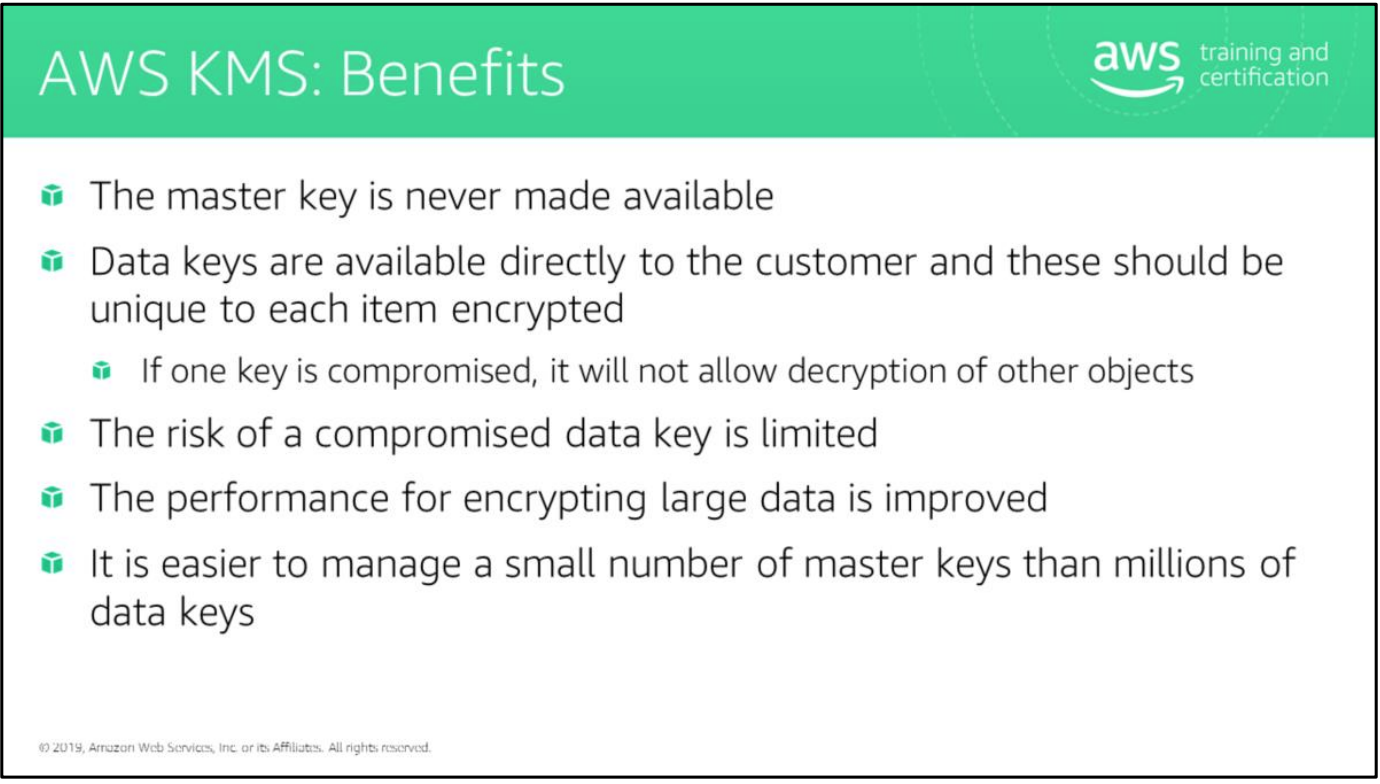 AWS KMS: Benefits
aws training and
certification
The master key is never made available
Data keys are available directly to the customer and these should be
unique to each item encrypted
If one key is compromised, it will not allow decryption of other objects
The risk of a compromised data key is limited
The performance for encrypting large data is improved
It is easier to manage a small number of master keys than millions of
data keys
© 2019, Amazon Web Services, Inc. or its Affiliates. All rights reserved.